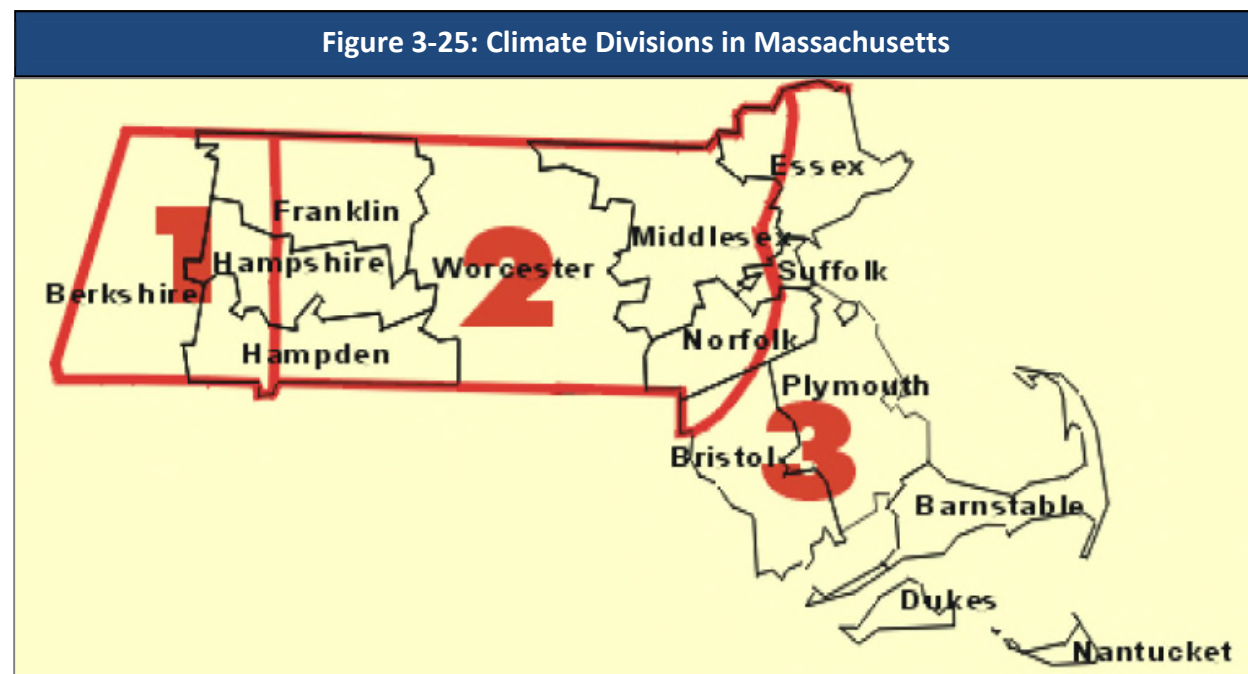 Figure 3-25: Climate Divisions in Massachusetts
Essex
Franklin
Middlesex
1
Hampshire
2
Worcester
Suffolk
Berkshire
Norfolk
Hampden
Plymouth
3
Bristol
Barnstable
Dukes
Nantucket